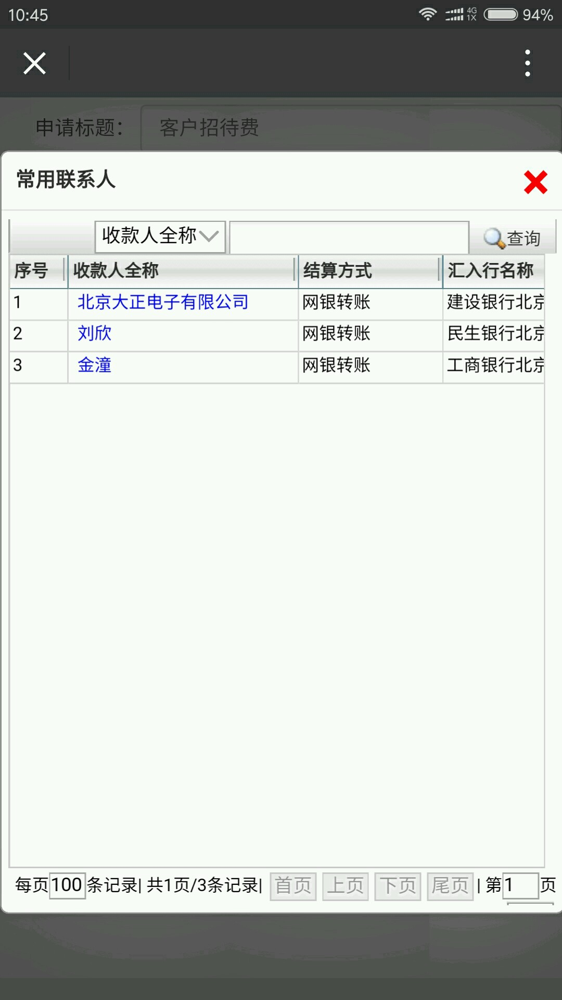 10:45
4G
1X
94%
申请标题：
客户招待费
常用联系人
收款人全称
查询
序号 收款人全称 结算方式 汇入行名称
1 北京大正电子有限公司 网银转账 建设银行北京
2 刘欣 网银转账 民生银行北京
3 金潼 网银转账 工商银行北京
每页100条记录| 共1页/3条记录| 首页 上页 下页 尾页 | 第1 页